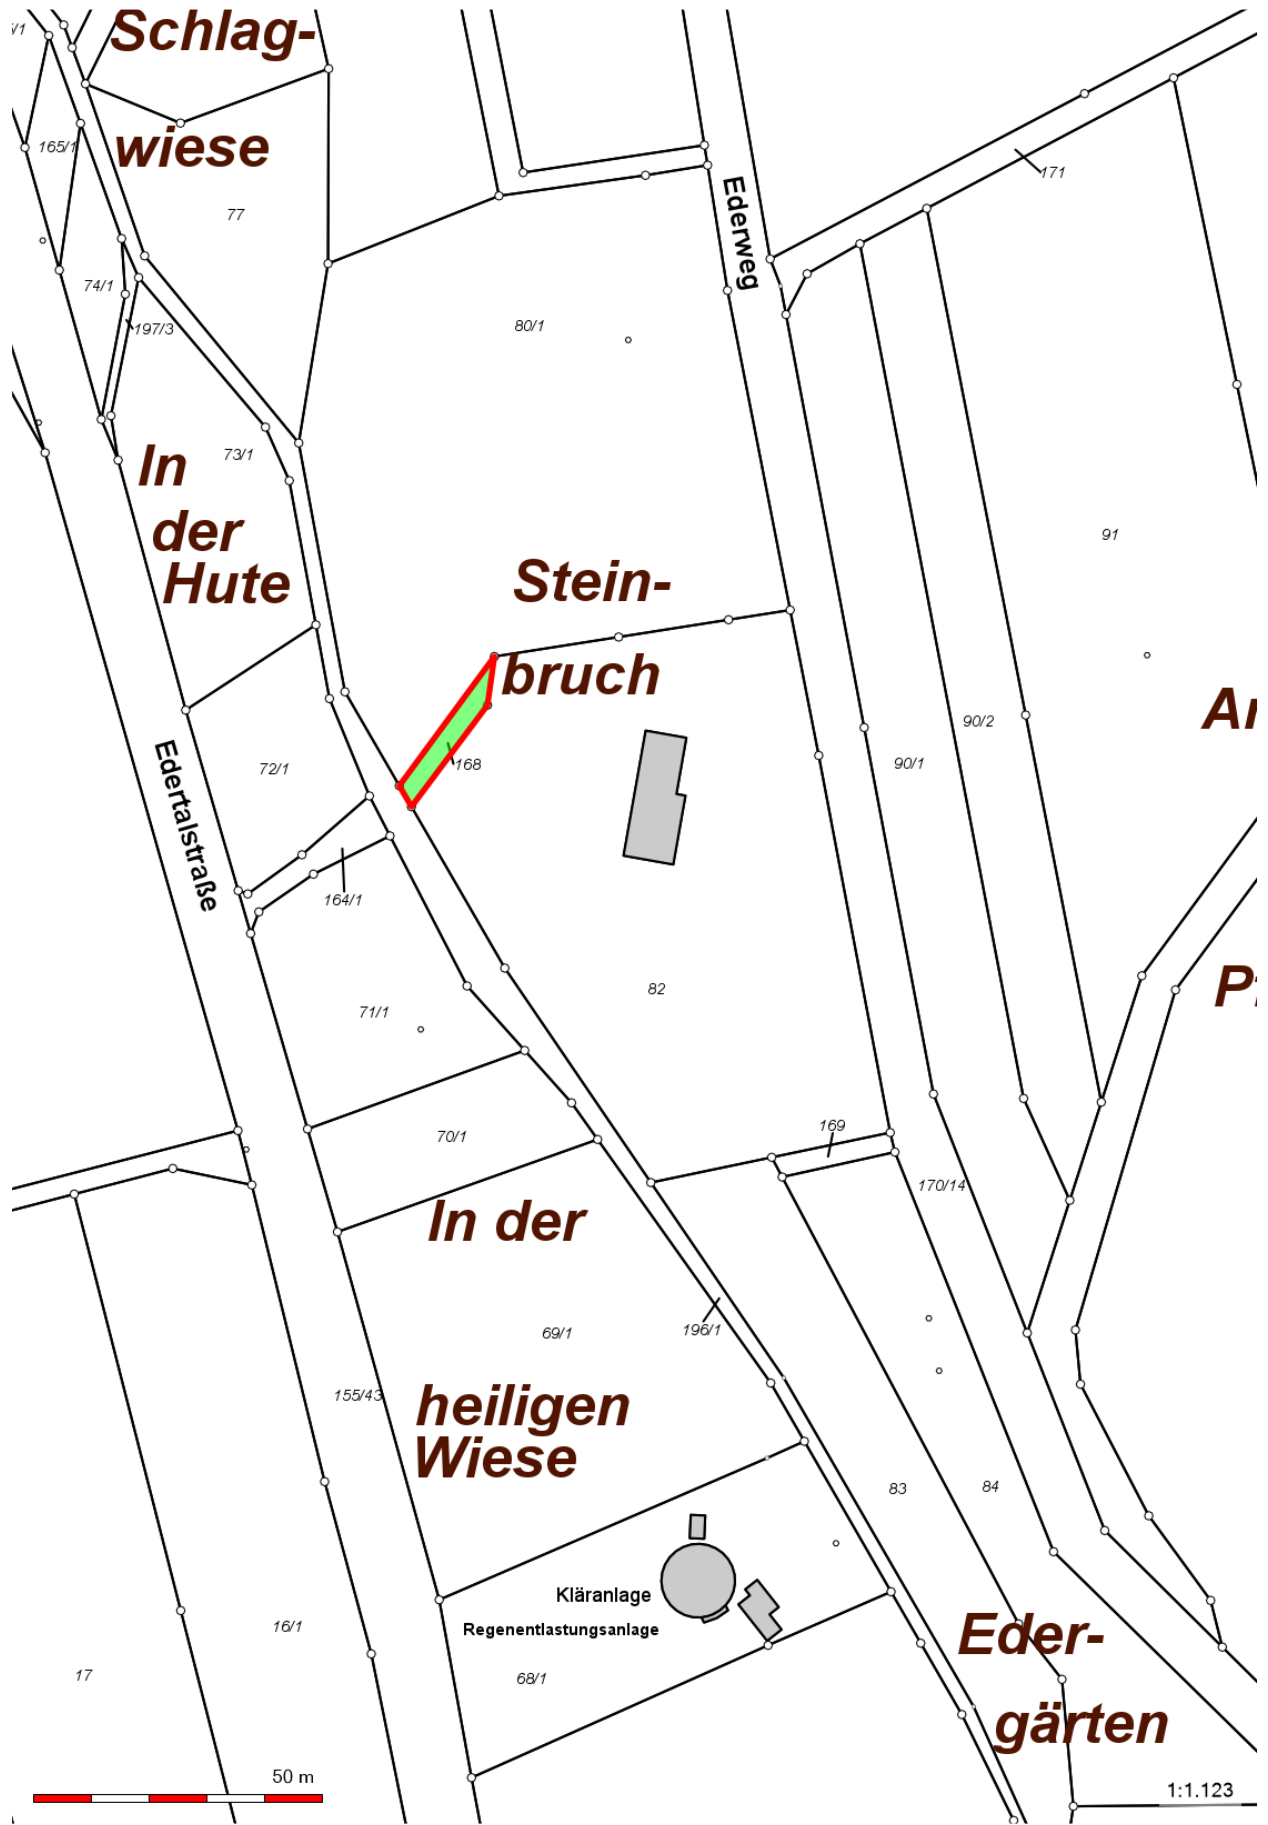 Schlag-
/1
165/1
wiese
171
Ederweg
77
74/1
197/3
80/1
73/1
In
der
Hute
91
Stein-
bruch
Edertalstraße
168
72/1
90/2
90/1
164/1
82
71/1
70/1
169
170/14
In der
69/1
196/1
155/43
heiligen
Wiese
83
84
Kläranlage
Regenentlastungsanlage
16/1
17
68/1
Eder-
gärten
50 m
1:1.123